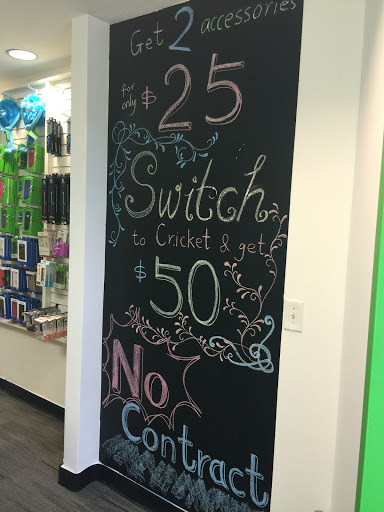 Get 2 accessories
for only $25
Switch
to Cricket & get
$50
No
Contract